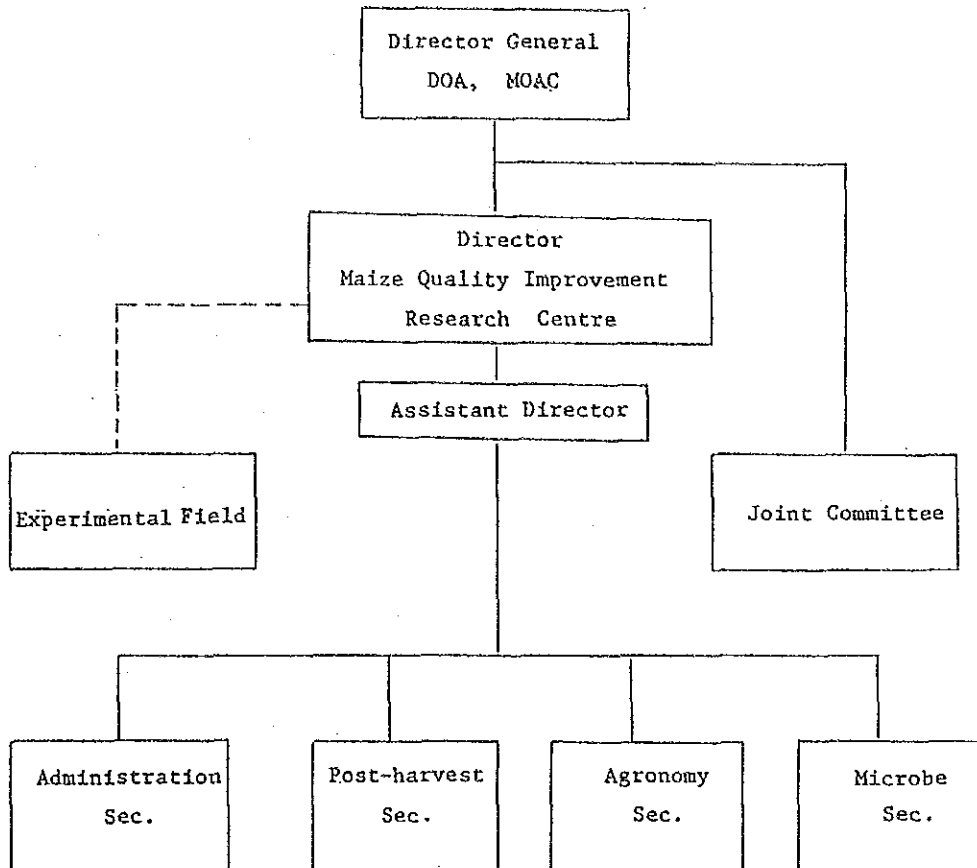 Director General
DOA, MOAC
Director
Maize Quality Improvement
Research Centre
Assistant Director
Experimental Field
Joint Committee
Administration
Sec.
Post-harvest
Sec.
Agronomy
Sec.
Microbe
Sec.